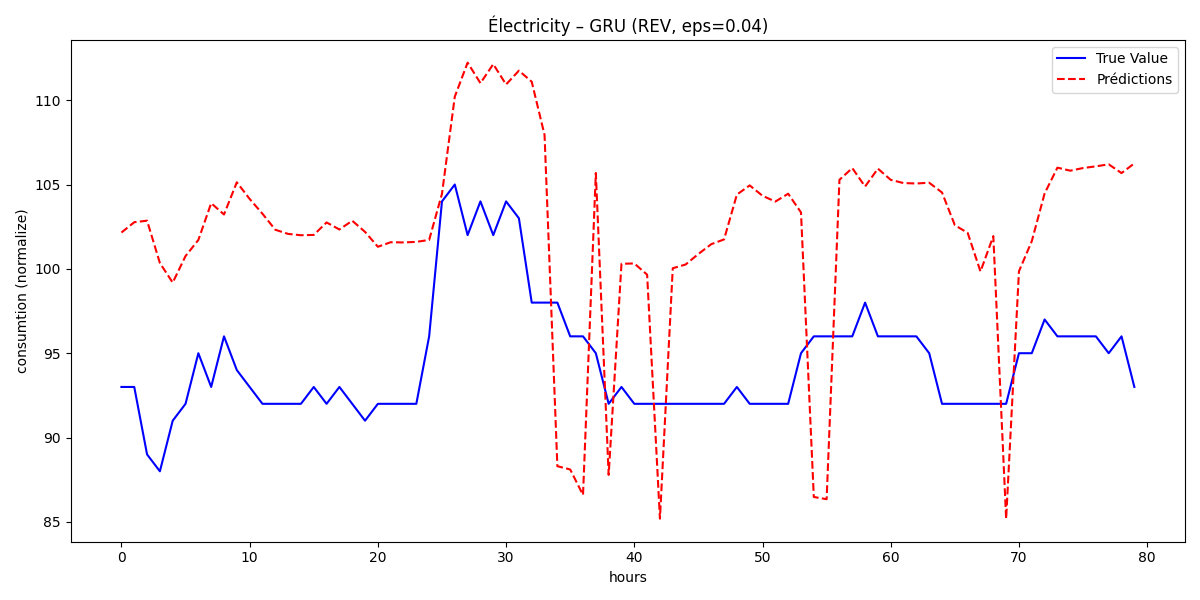 Électricity – GRU (REV, eps=0.04)
True Value
Prédictions
consumtion (normalize)
110
105
100
95
90
85
0 10 20 30 40 50 60 70 80
hours